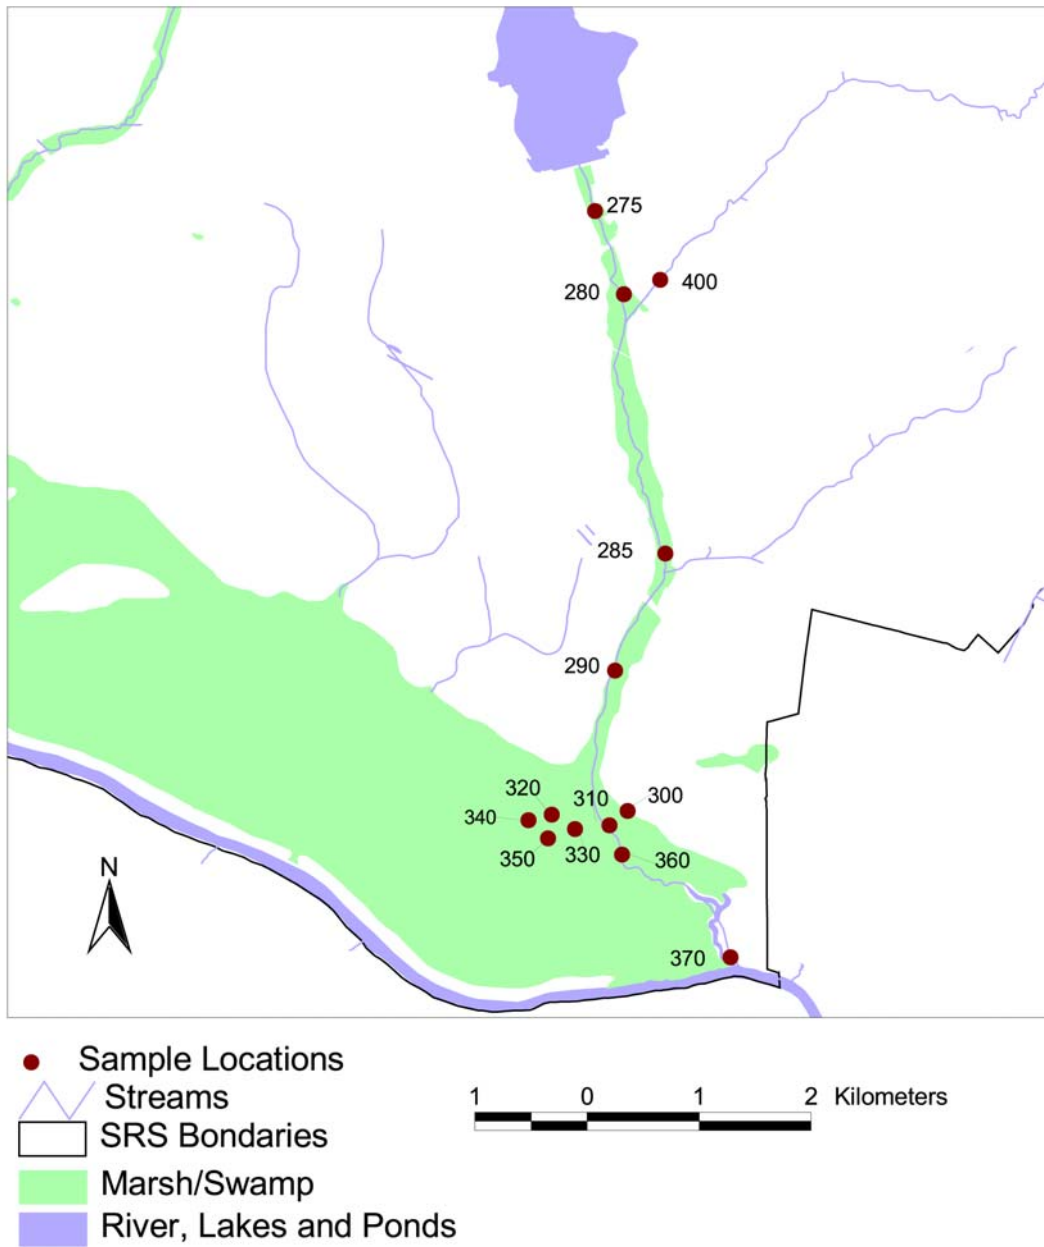 275
400
280
285
290
320
310
300
340
350
330
360
N
370
Sample Locations
Streams
1 0 1 2 Kilometers
SRS Bondaries
Marsh/Swamp
River, Lakes and Ponds